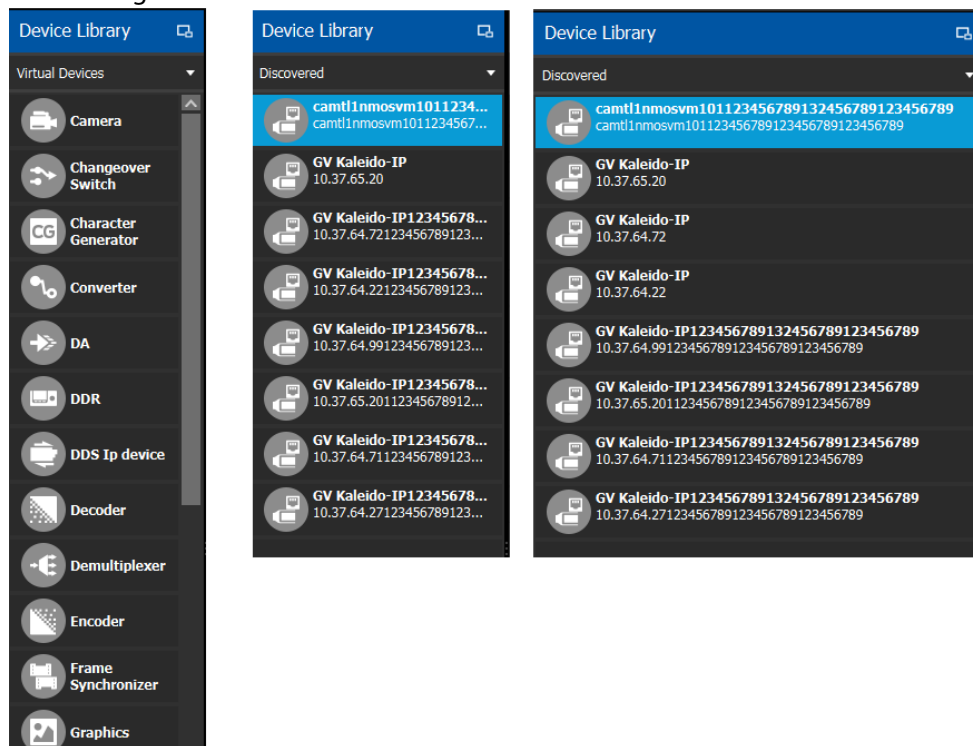 Device Library
Virtual Devices
Camera
Changeover
Switch
Character
Generator
CG
Converter
DA
DDR
DDS Ip device
Decoder
Demultiplexer
Encoder
Frame
Synchronizer
Graphics
Device Library
Discovered
camtl1nmosvm1011234...
camtl1nmosvm1011234567...
GV Kaleido-IP
10.37.65.20
GV Kaleido-IP12345678...
10.37.64.72123456789123...
GV Kaleido-IP12345678...
10.37.64.22123456789123...
GV Kaleido-IP12345678...
10.37.64.99123456789123...
GV Kaleido-IP12345678...
10.37.65.20112345678912...
GV Kaleido-IP12345678...
10.37.64.71123456789123...
GV Kaleido-IP12345678...
10.37.64.27123456789123...
Device Library
Discovered
camtl1nmosvm10112345678913245678912345​6789
camtl1nmosvm101123456789123456789123456789
GV Kaleido-IP
10.37.65.20
GV Kaleido-IP
10.37.64.72
GV Kaleido-IP
10.37.64.22
GV Kaleido-IP123456789132456789123456789
10.37.64.99123456789123456789123456789
GV Kaleido-IP123456789132456789123456789
10.37.65.201123456789123456789123456789
GV Kaleido-IP123456789132456789123456789
10.37.64.71123456789123456789123456789
GV Kaleido-IP123456789132456789123456789
10.37.64.27123456789123456789123456789